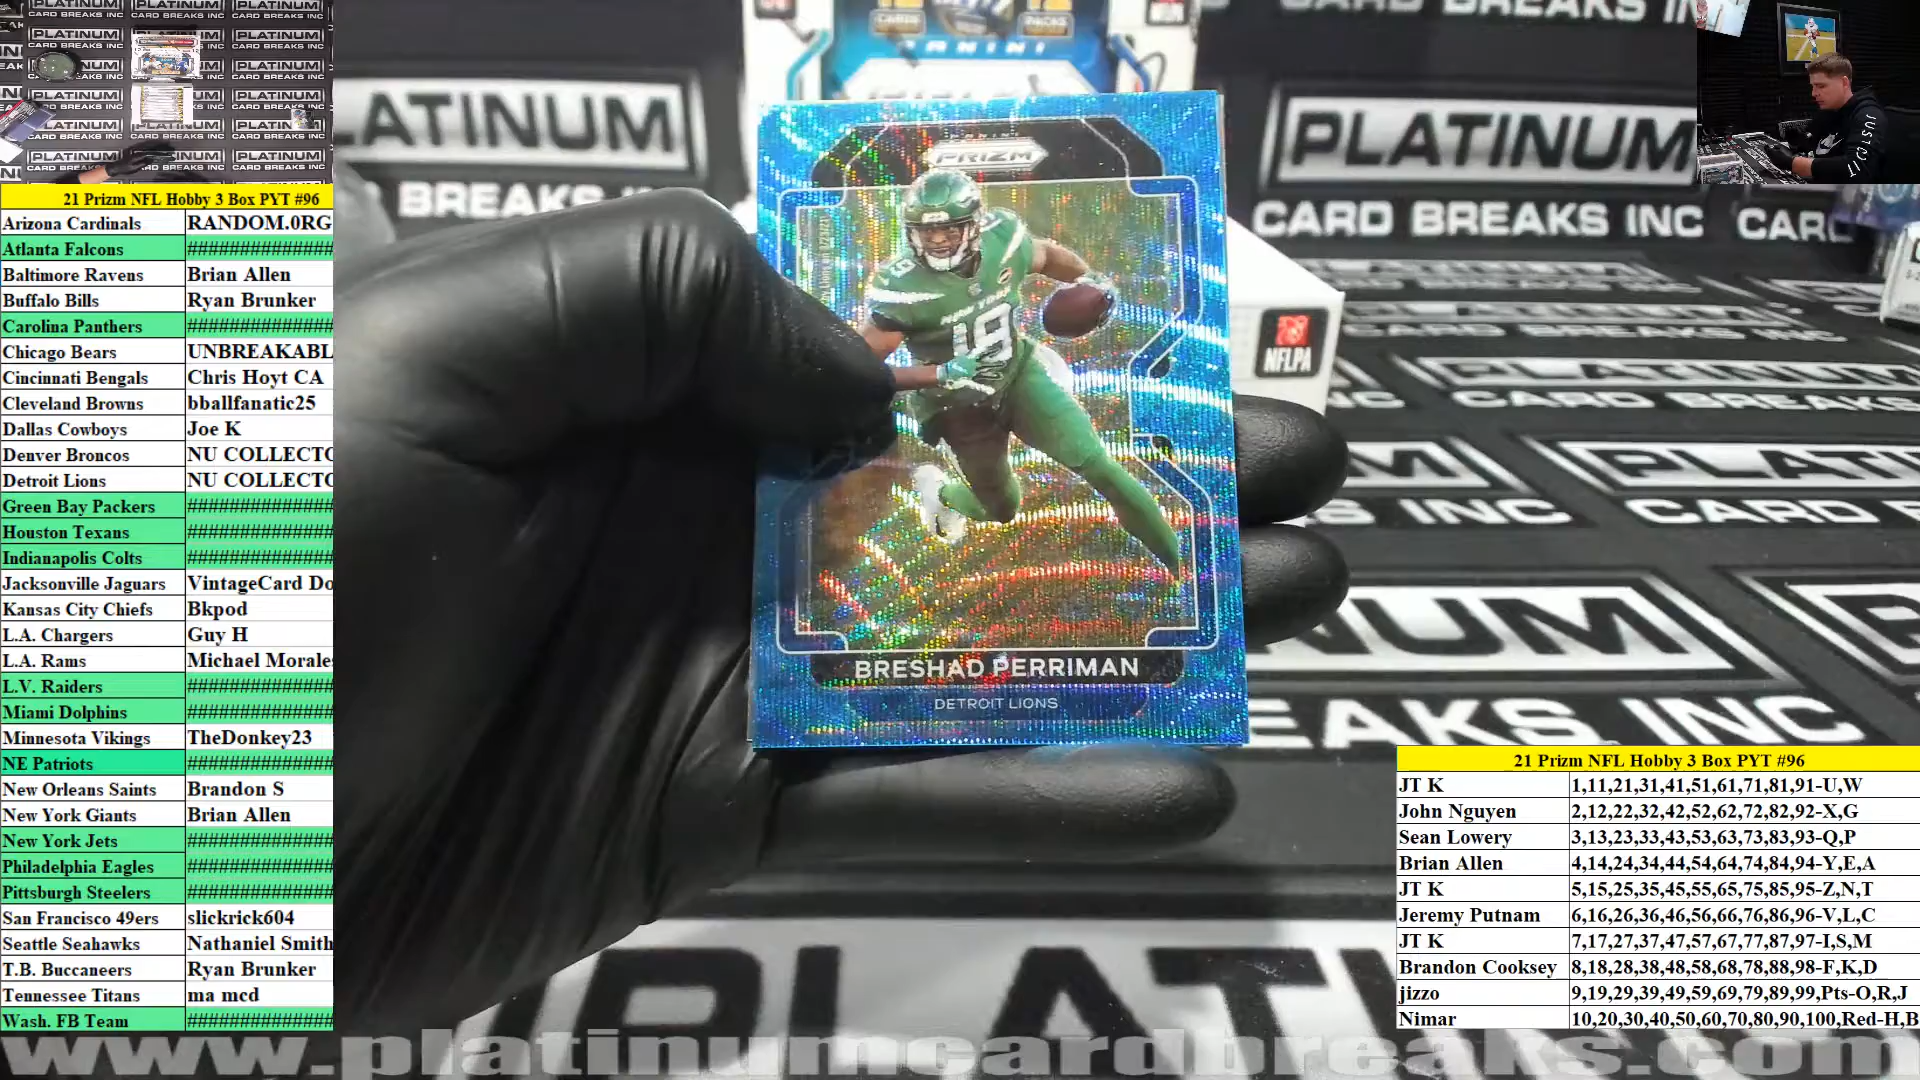 21 Prizm NFL Hobby 3 Box PYT #96
Arizona Cardinals RANDOM.0RG
Atlanta Falcons ###############
Baltimore Ravens Brian Allen
Buffalo Bills Ryan Brunker
Carolina Panthers ###############
Chicago Bears UNBREAKABL
Cincinnati Bengals Chris Hoyt CA
Cleveland Browns bballfanatic25
Dallas Cowboys Joe K
Denver Broncos NU COLLECTO
Detroit Lions NU COLLECTO
Green Bay Packers ###############
Houston Texans ###############
Indianapolis Colts ###############
Jacksonville Jaguars VintageCard Do
Kansas City Chiefs Bkpod
L.A. Chargers Guy H
L.A. Rams Michael Morales
L.V. Raiders ###############
Miami Dolphins ###############
Minnesota Vikings TheDonkey23
NE Patriots ###############
New Orleans Saints Brandon S
New York Giants Brian Allen
New York Jets ###############
Philadelphia Eagles ###############
Pittsburgh Steelers ###############
San Francisco 49ers slickrick604
Seattle Seahawks Nathaniel Smith
T.B. Buccaneers Ryan Brunker
Tennessee Titans ma mcd
Wash. FB Team ###############
PANINI
PRIZM
NEW YORK
19
BRESHAD PERRIMAN
DETROIT LIONS
PANINI
NFLPA
PLATINUM
CARD BREAKS INC
JUST
21 Prizm NFL Hobby 3 Box PYT #96
JT K 1,11,21,31,41,51,61,71,81,91-U,W
John Nguyen 2,12,22,32,42,52,62,72,82,92-X,G
Sean Lowery 3,13,23,33,43,53,63,73,83,93-Q,P
Brian Allen 4,14,24,34,44,54,64,74,84,94-Y,E,A
JT K 5,15,25,35,45,55,65,75,85,95-Z,N,T
Jeremy Putnam 6,16,26,36,46,56,66,76,86,96-V,L,C
JT K 7,17,27,37,47,57,67,77,87,97-I,S,M
Brandon Cooksey 8,18,28,38,48,58,68,78,88,98-F,K,D
jizzo 9,19,29,39,49,59,69,79,89,99,Pts-O,R,J
Nimar 10,20,30,40,50,60,70,80,90,100,Red-H,B
www.platinumcardbreaks.com